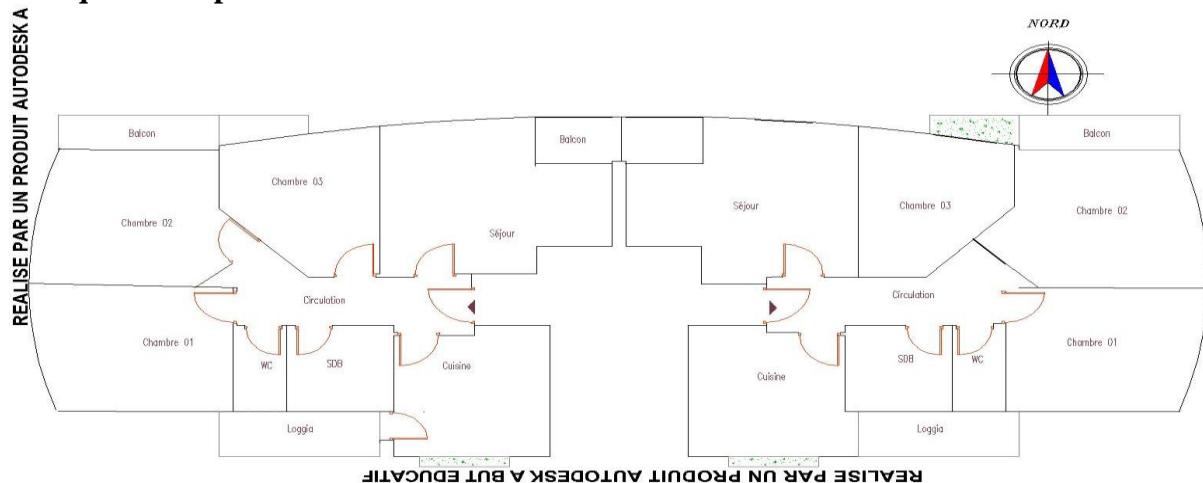 REALISE PAR UN PRODUIT AUTODESK A
NORD
Balcon
Balcon
Balcon
Chambre 03
Chambre 03
Chambre 02
Séjour
Séjour
Chambre 02
Circulation
Circulation
Chambre 01
WC
SDB
Cuisine
Cuisine
SDB
WC
Chambre 01
Loggia
Loggia
REALISE PAR UN PRODUIT AUTODESK A BUT EDUCATIF